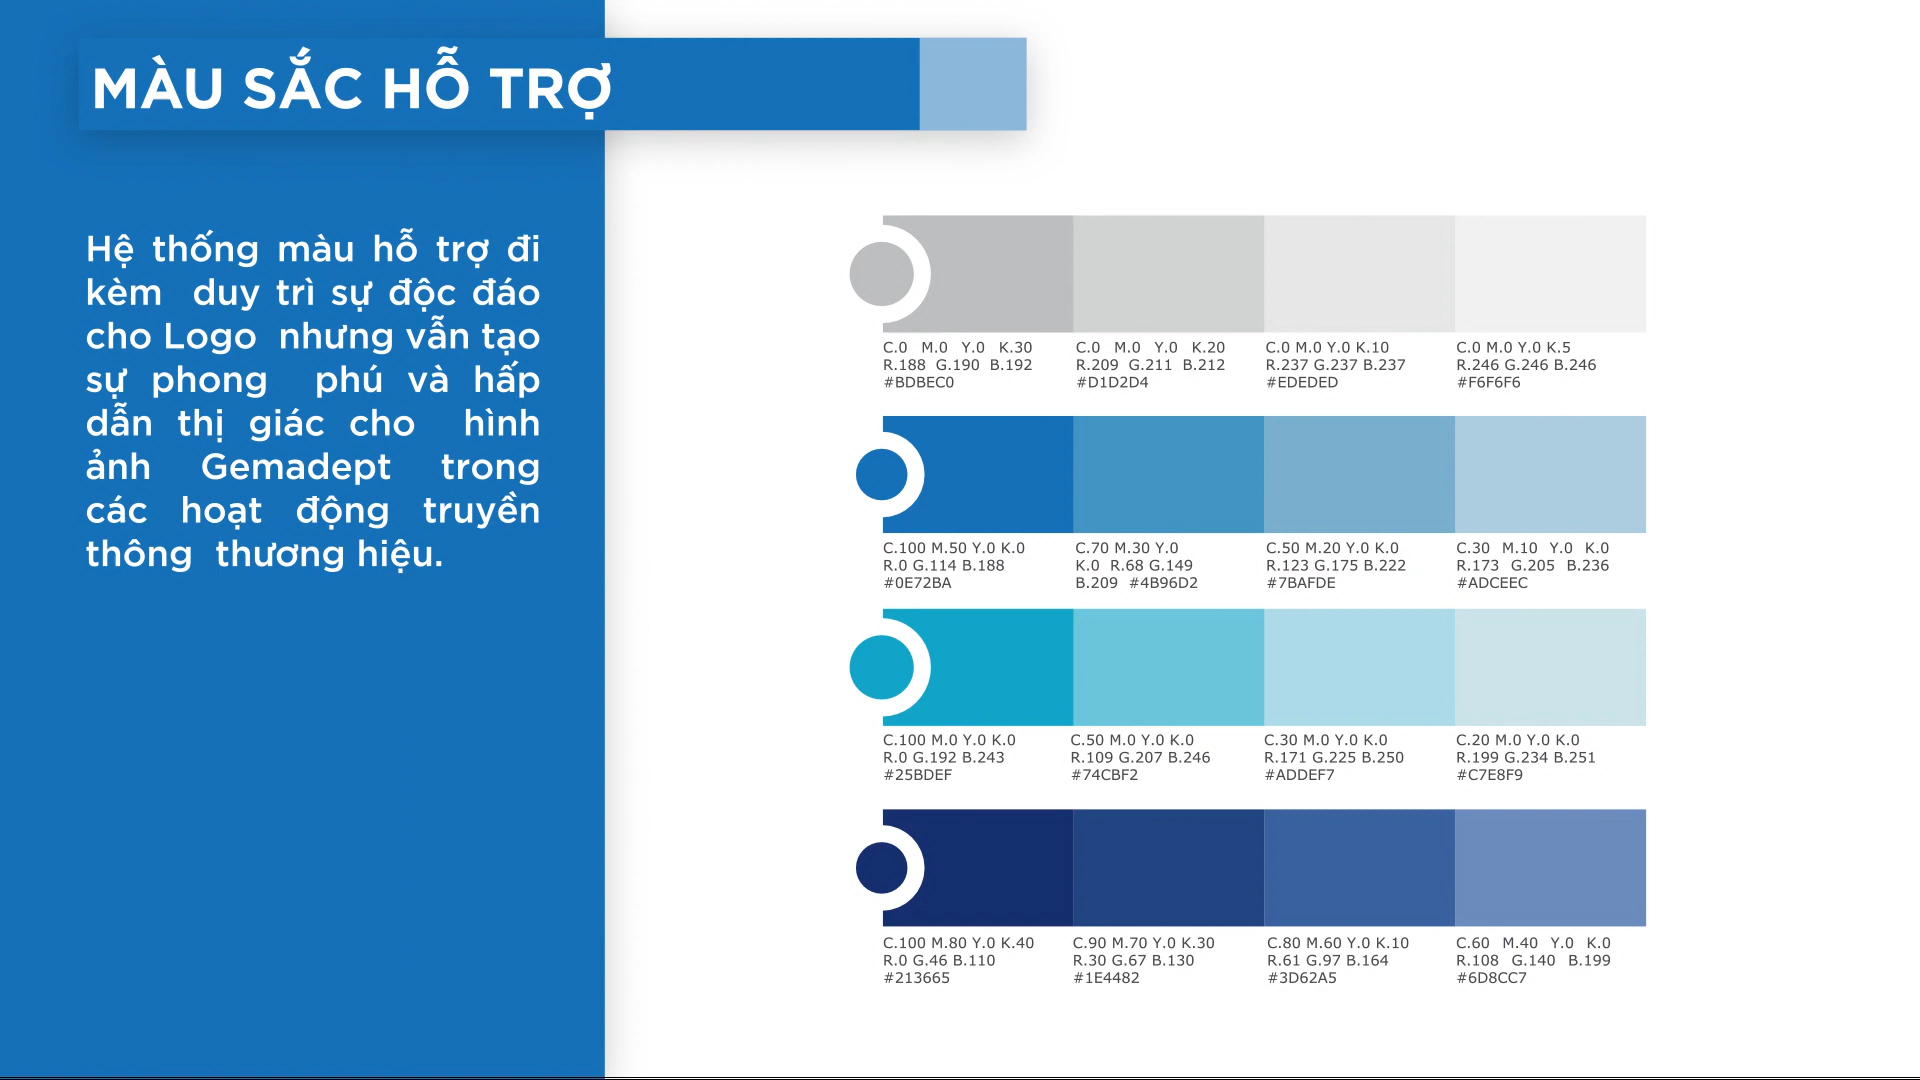 MÀU SẮC HỖ TRỢ
Hệ thống màu hỗ trợ đi
kèm duy trì sự độc đáo
cho Logo nhưng vẫn tạo
sự phong phú và hấp
dẫn thị giác cho hình
ảnh Gemadept trong
các hoạt động truyền
thông thương hiệu.
C.0 M.0 Y.0 K.30
R.188 G.190 B.192
#BDBEC0
C.0 M.0 Y.0 K.20
R.209 G.211 B.212
#D1D2D4
C.0 M.0 Y.0 K.10
R.237 G.237 B.237
#EDEDED
C.0 M.0 Y.0 K.5
R.246 G.246 B.246
#F6F6F6
C.100 M.50 Y.0 K.0
R.0 G.114 B.188
#0E72BA
C.70 M.30 Y.0
K.0 R.68 G.149
B.209 #4B96D2
C.50 M.20 Y.0 K.0
R.123 G.175 B.222
#7BAFDE
C.30 M.10 Y.0 K.0
R.173 G.205 B.236
#ADCEEC
C.100 M.0 Y.0 K.0
R.0 G.192 B.243
#25BDEF
C.50 M.0 Y.0 K.0
R.109 G.207 B.246
#74CBF2
C.30 M.0 Y.0 K.0
R.171 G.225 B.250
#ADDEF7
C.20 M.0 Y.0 K.0
R.199 G.234 B.251
#C7E8F9
C.100 M.80 Y.0 K.40
R.0 G.46 B.110
#213665
C.90 M.70 Y.0 K.30
R.30 G.67 B.130
#1E4482
C.80 M.60 Y.0 K.10
R.61 G.97 B.164
#3D62A5
C.60 M.40 Y.0 K.0
R.108 G.140 B.199
#6D8CC7